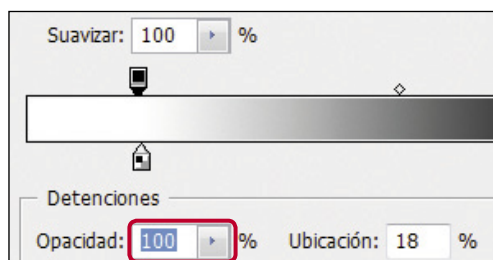 Suavizar: 100 %
Detenciones
Opacidad: 100 % Ubicación: 18 %